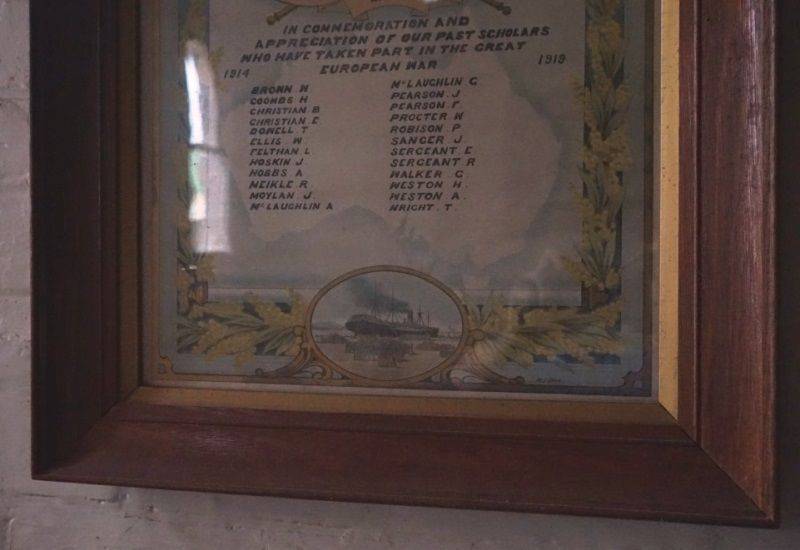 IN COMMEMORATION AND
APPRECIATION OF OUR PAST SCHOLARS
WHO HAVE TAKEN PART IN THE GREAT
EUROPEAN WAR
1914
1919
BROWN . W
COOMBS . H
CHRISTIAN . B
CHRISTIAN . E
DOWELL . T
ELLIS . W
FELTHAM . L
HOSKIN . J
HOBBS . A
MEIKLE . R
MOYLAN . J
McLAUGHLIN A
McLAUGHLIN G
PEARSON . J
PEARSON . F
PROCTER . W
ROBISON . P
SANGER . J
SERGEANT . E
SERGEANT . R
WALKER . G
WESTON . H.
WESTON . A.
WRIGHT . T.